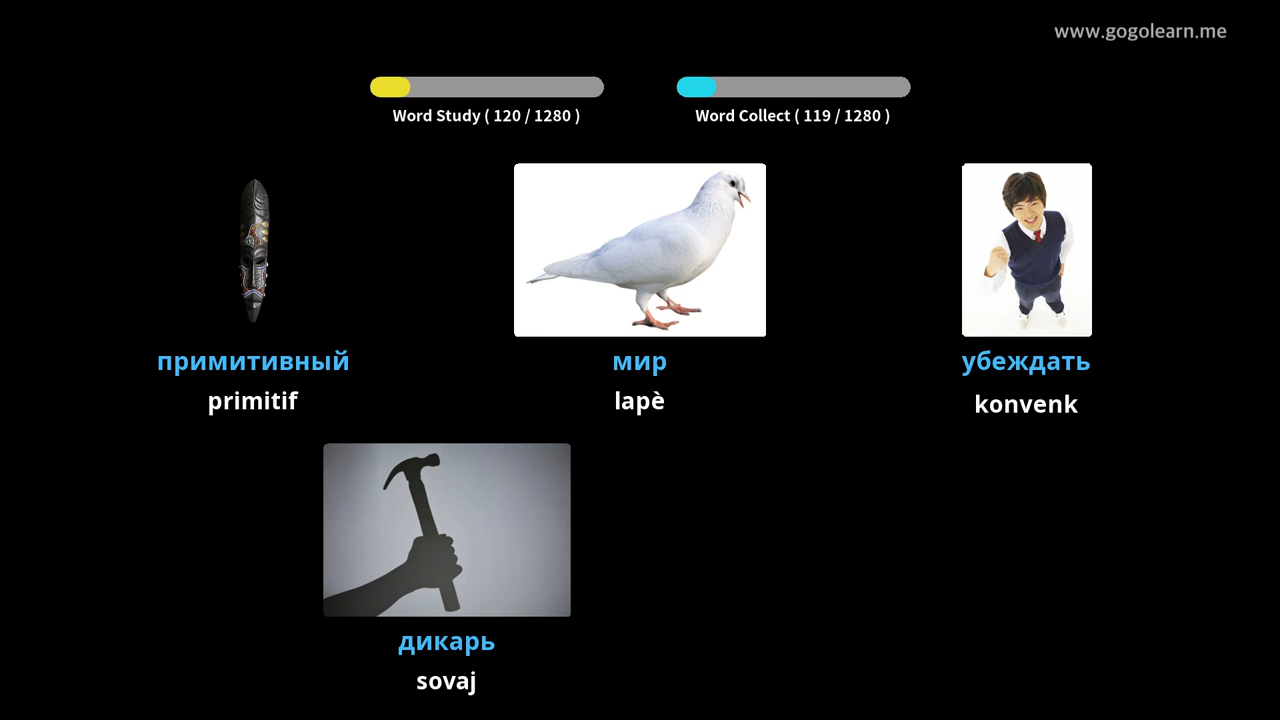 www.gogolearn.me
Word Study ( 120 / 1280 )
Word Collect ( 119 / 1280 )
примитивный
primitif
мир
lapè
убеждать
konvenk
дикарь
sovaj